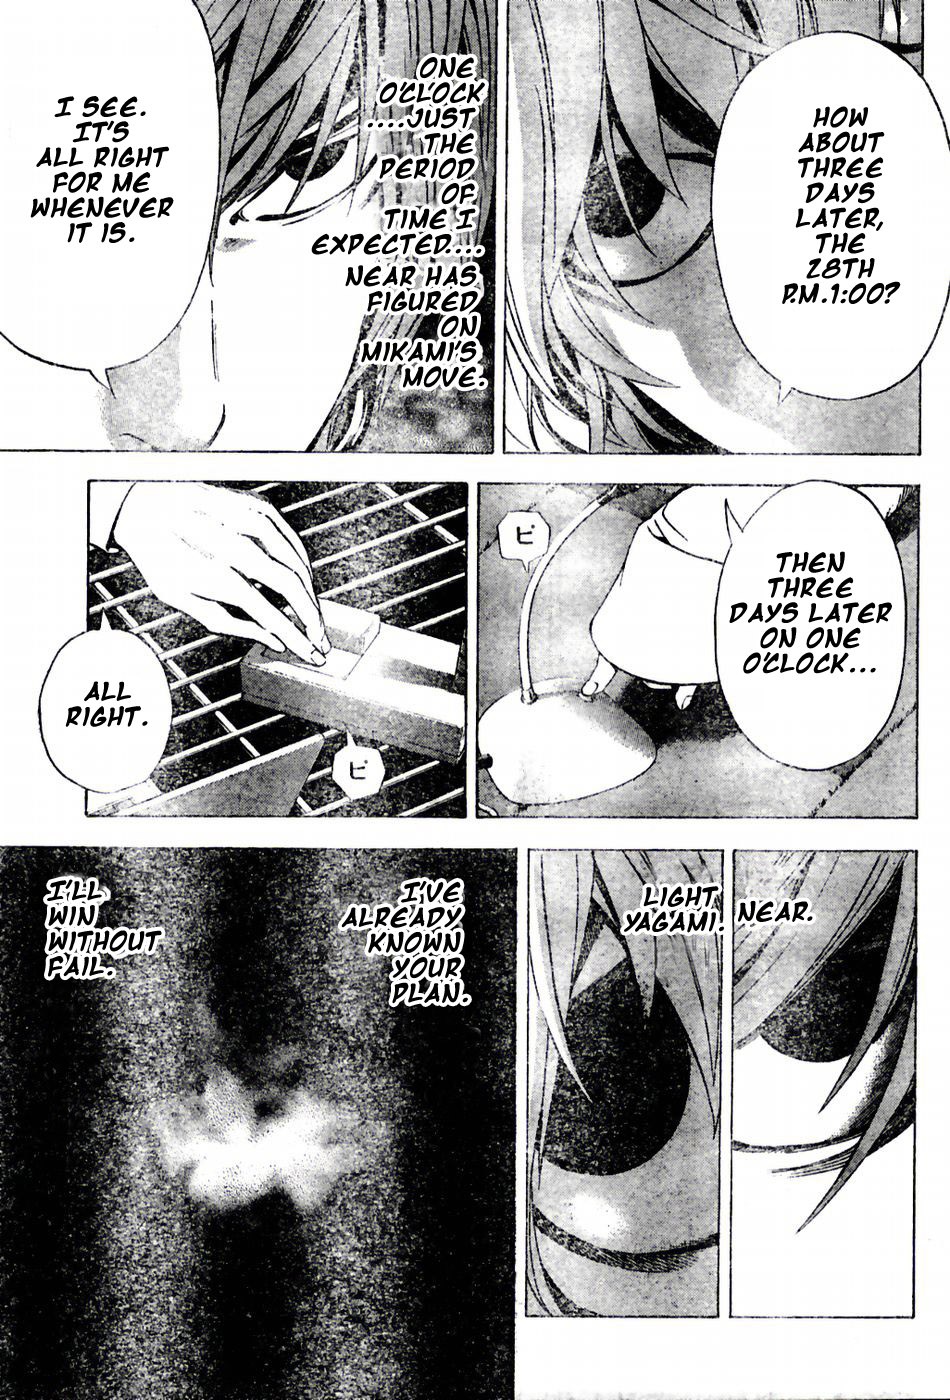 HOW
ABOUT
THREE
DAYS
LATER,
THE
28TH
P.M.1:00?
ONE
O'CLOCK
....JUST
THE
PERIOD
OF
TIME I
EXPECTED....
NEAR HAS
FIGURED
ON
MIKAMI'S
MOVE.
I SEE.
IT'S
ALL RIGHT
FOR ME
WHENEVER
IT IS.
THEN
THREE
DAYS LATER
ON ONE
O'CLOCK...
ピ
ALL
RIGHT.
ピ
NEAR.
LIGHT
YAGAMI.
I'VE
ALREADY
KNOWN
YOUR
PLAN.
I'LL
WIN
WITHOUT
FAIL.